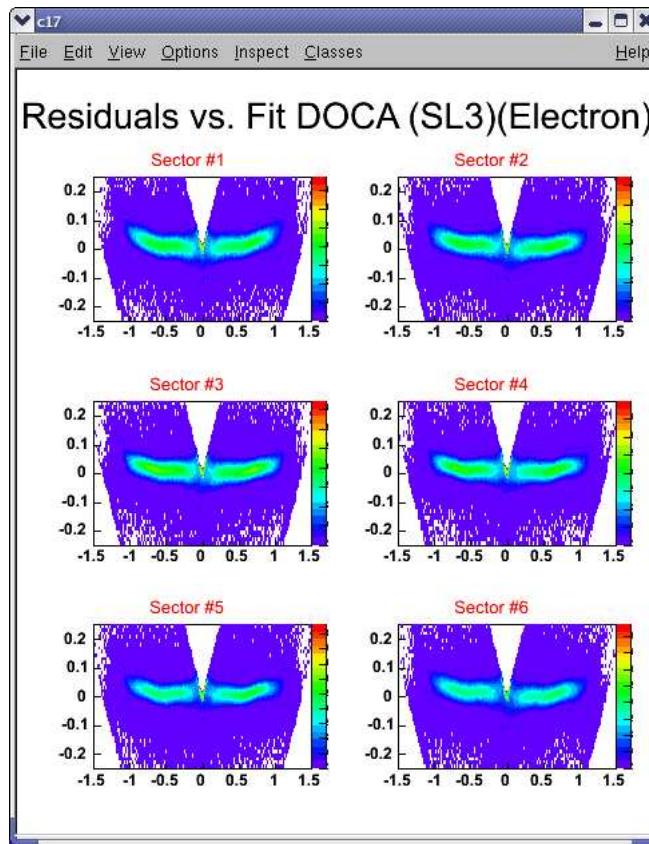 c17
File Edit View Options Inspect Classes Help
Residuals vs. Fit DOCA (SL3)(Electron)
Sector #1 Sector #2
0.2 0.2
0.1 0.1
0 0
-0.1 -0.1
-0.2 -0.2
-1.5 -1 -0.5 0 0.5 1 1.5 -1.5 -1 -0.5 0 0.5 1 1.5
Sector #3 Sector #4
0.2 0.2
0.1 0.1
0 0
-0.1 -0.1
-0.2 -0.2
-1.5 -1 -0.5 0 0.5 1 1.5 -1.5 -1 -0.5 0 0.5 1 1.5
Sector #5 Sector #6
0.2 0.2
0.1 0.1
0 0
-0.1 -0.1
-0.2 -0.2
-1.5 -1 -0.5 0 0.5 1 1.5 -1.5 -1 -0.5 0 0.5 1 1.5